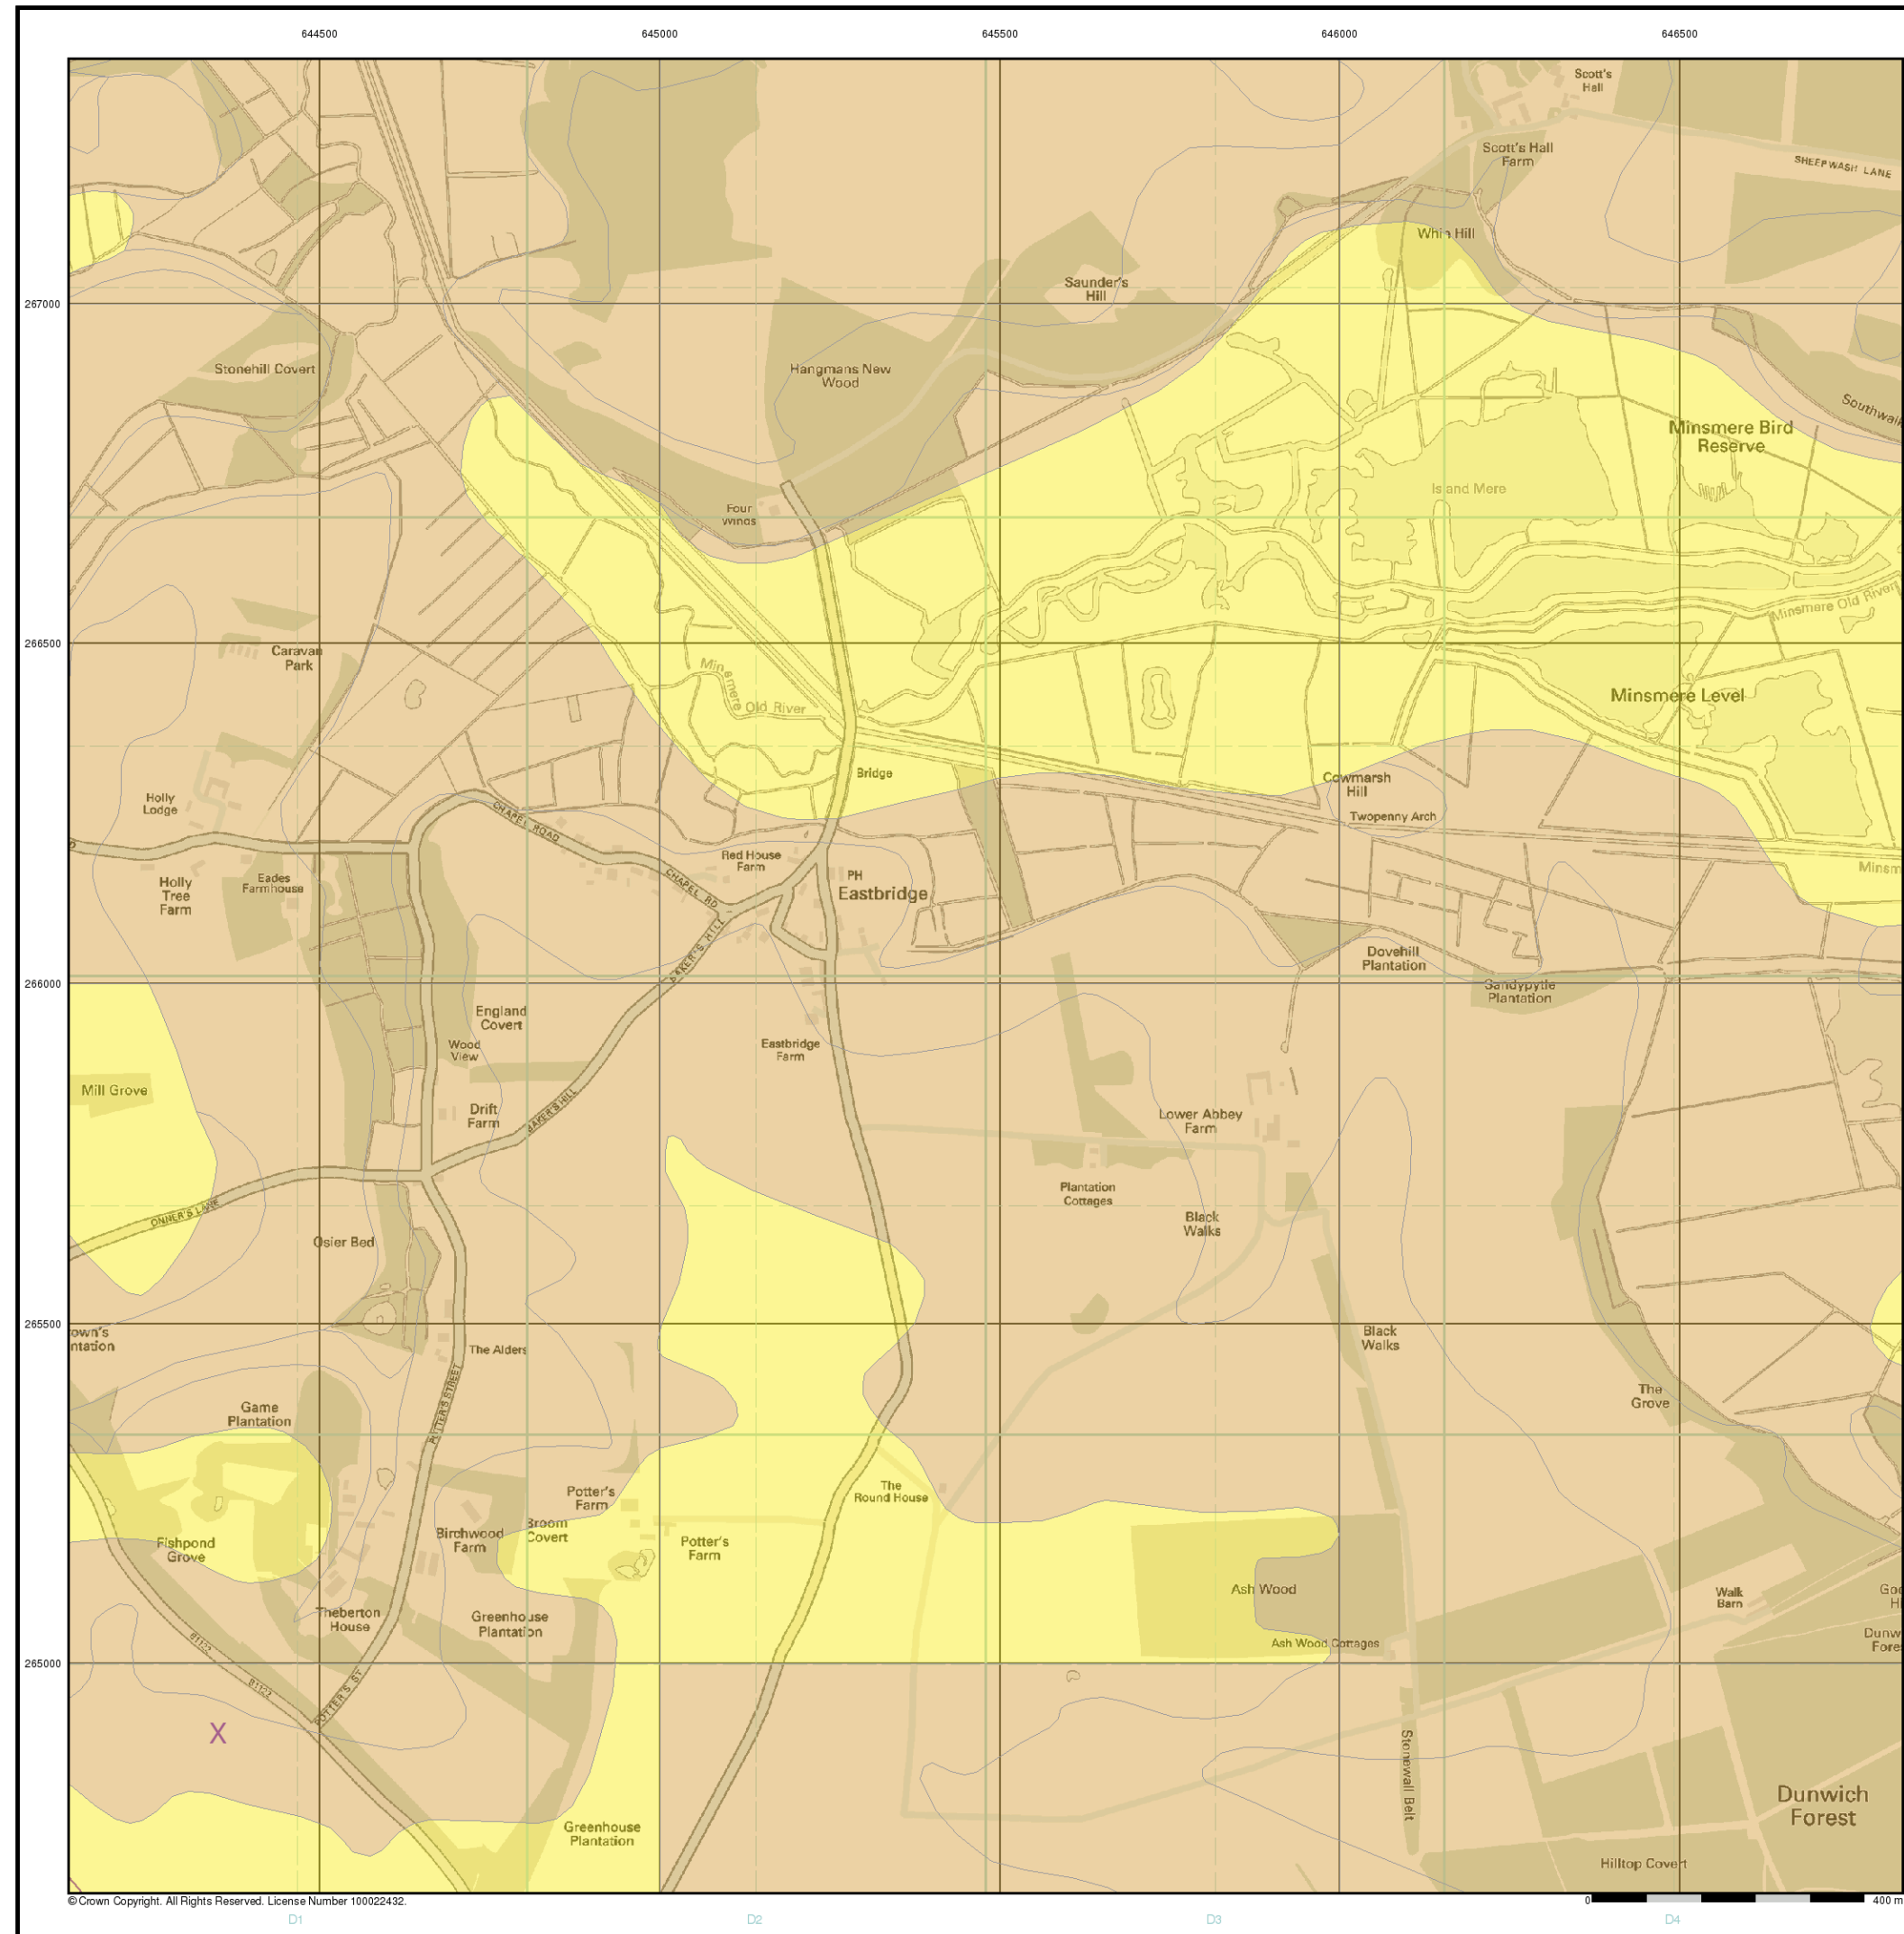 644500 645000 645500 646000 646500
Scott's
Hall
Scott's Hall
Farm
SHEEPWASH LANE
Whin Hill
Saunder's
Hill
267000
Stonehill Covert
Hangmans New
Wood
Southwalk
Minsmere Bird
Reserve
Island Mere
Four
Winds
Minsmere Old River
266500
Caravan
Park
Minsmere Old River
Minsmere Level
Bridge
Cowmarsh
Hill
Holly
Lodge
CHAPEL ROAD
Twopenny Arch
Red House
Farm
Minsm
PH
Eastbridge
Eades
Farmhouse
Holly
Tree
Farm
CHAPEL RD
BAKER'S HILL
Dovehill
Plantation
266000
Sandypytle
Plantation
England
Covert
Wood
View
Eastbridge
Farm
Mill Grove
Drift
Farm
BAKER'S HILL
Lower Abbey
Farm
Plantation
Cottages
ONNER'S LANE
Black
Walks
Osier Bed
265500
own's
ntation
The Alders
Black
Walks
POTTER'S STREET
The
Grove
Game
Plantation
Potter's
Farm
The
Round House
Birchwood
Farm
Broom
Covert
Fishpond
Grove
Potter's
Farm
Ash Wood
Walk
Barn
Theberton
House
Greenhouse
Plantation
Goo
H
Ash Wood Cottages
Dunw
Fores
265000
B1122
B1122
POTTER'S ST
X
Stonewall Belt
Dunwich
Forest
Greenhouse
Plantation
Hilltop Covert
© Crown Copyright. All Rights Reserved. License Number 100022432.
0 400 m
D1 D2 D3 D4